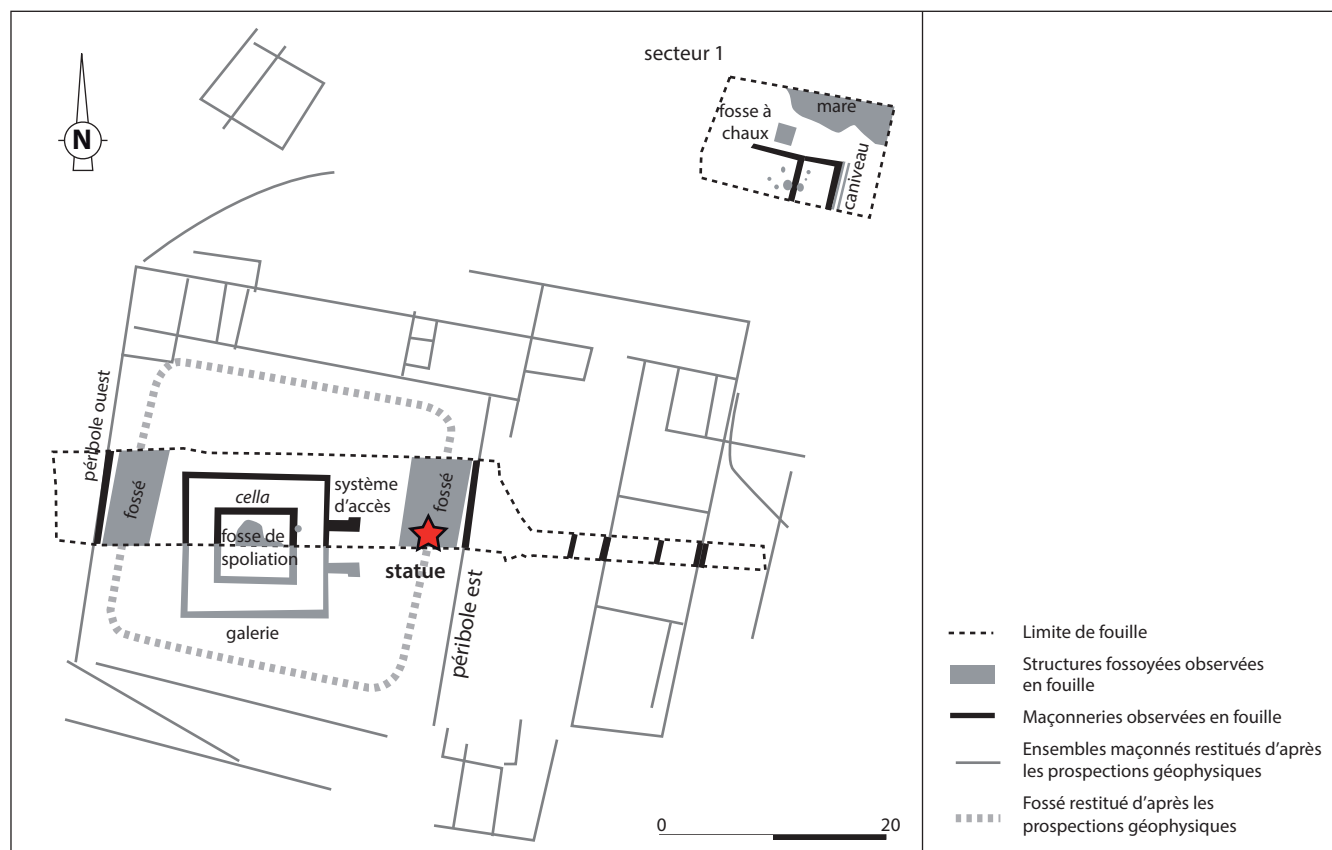 secteur 1
N
mare
fosse à
chaux
caniveau
péribole ouest
fossé
cella
système
d'accès
fossé
fosse de
spoliation
statue
galerie
péribole est
0
20
Limite de fouille
Structures fossoyées observées
en fouille
Maçonneries observées en fouille
Ensembles maçonnés restitués d'après
les prospections géophysiques
Fossé restitué d'après les
prospections géophysiques